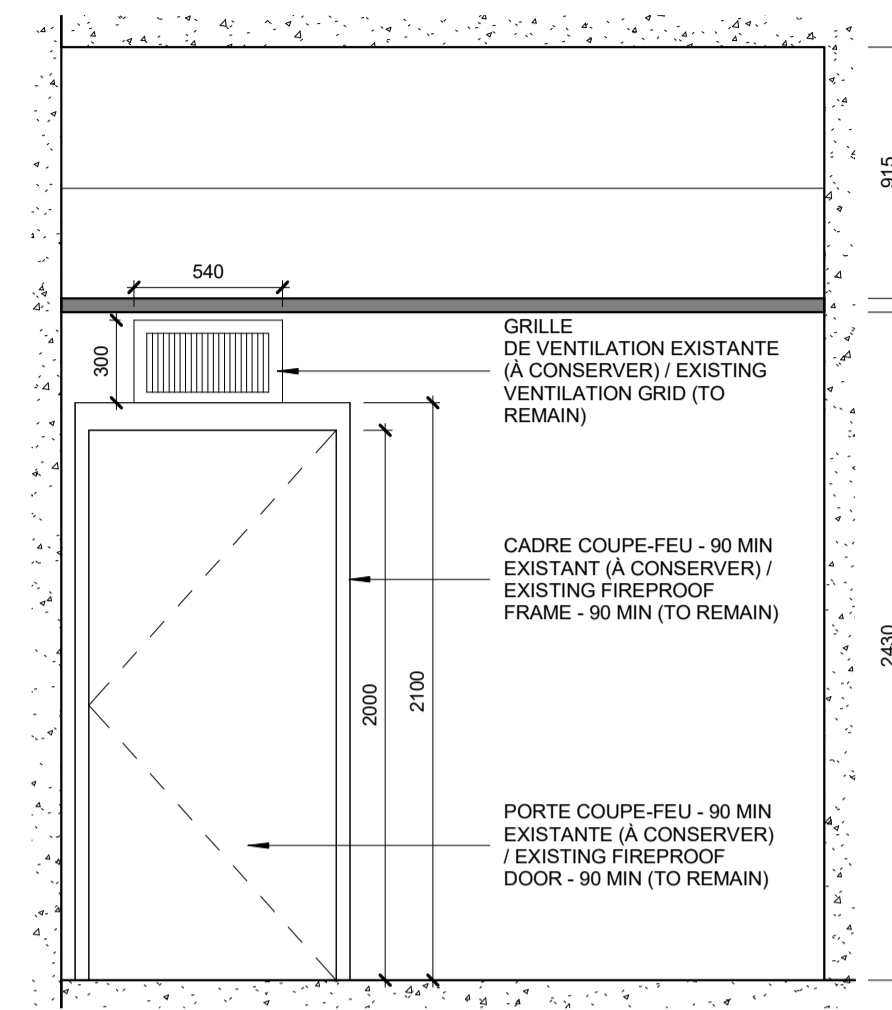 915
540
GRILLE
DE VENTILATION EXISTANTE
(À CONSERVER) / EXISTING
VENTILATION GRID (TO
REMAIN)
300
CADRE COUPE-FEU - 90 MIN
EXISTANT (À CONSERVER) /
EXISTING FIREPROOF
FRAME - 90 MIN (TO REMAIN)
2430
2000
2100
PORTE COUPE-FEU - 90 MIN
EXISTANTE (À CONSERVER)
/ EXISTING FIREPROOF
DOOR - 90 MIN (TO REMAIN)